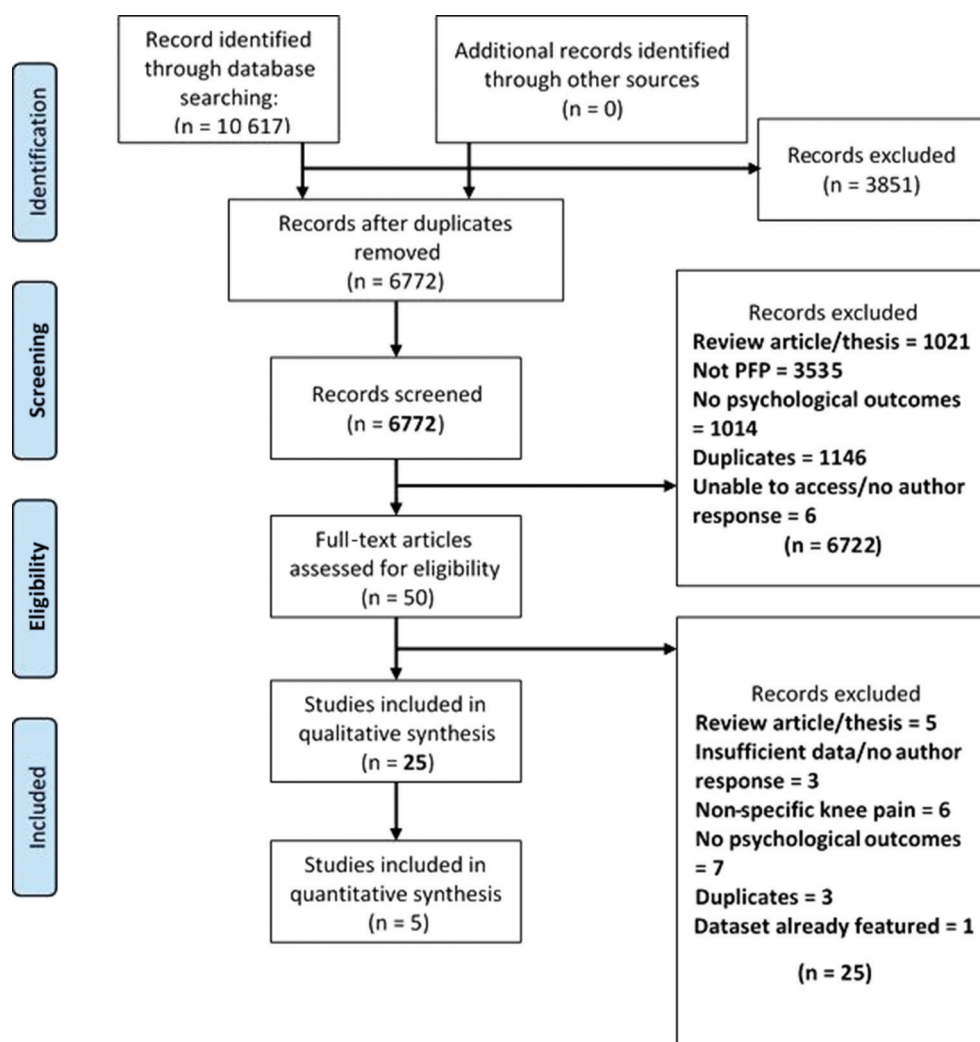 Record identified
through database
searching:
(n = 10 617)
Additional records identified
through other sources
(n = 0)
Identification
Records excluded
(n = 3851)
Records after duplicates
removed
(n = 6772)
Screening
Records screened
(n = 6772)
Records excluded
Review article/thesis = 1021
Not PFP = 3535
No psychological outcomes
= 1014
Duplicates = 1146
Unable to access/no author
response = 6
(n = 6722)
Eligibility
Full-text articles
assessed for eligibility
(n = 50)
Records excluded
Review article/thesis = 5
Insufficient data/no author
response = 3
Non-specific knee pain = 6
No psychological outcomes
= 7
Duplicates = 3
Dataset already featured = 1
(n = 25)
Included
Studies included in
qualitative synthesis
(n = 25)
Studies included in
quantitative synthesis
(n = 5)